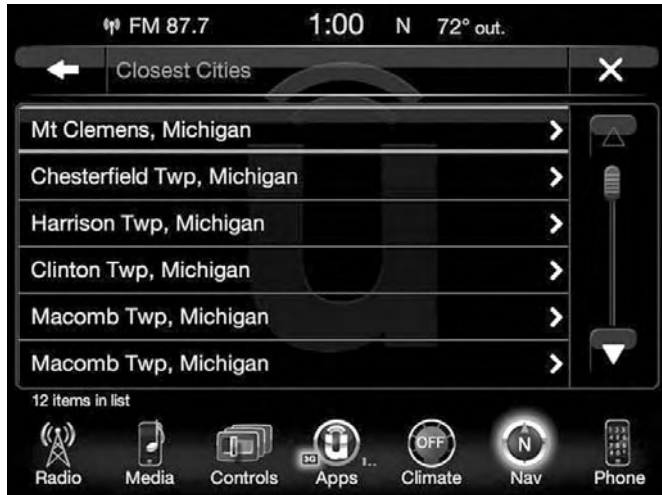 FM 87.7 1:00 N 72° out.
Closest Cities
Mt Clemens, Michigan
Chesterfield Twp, Michigan
Harrison Twp, Michigan
Clinton Twp, Michigan
Macomb Twp, Michigan
Macomb Twp, Michigan
12 items in list
OFF N
3G 1..
Radio Media Controls Apps Climate Nav Phone